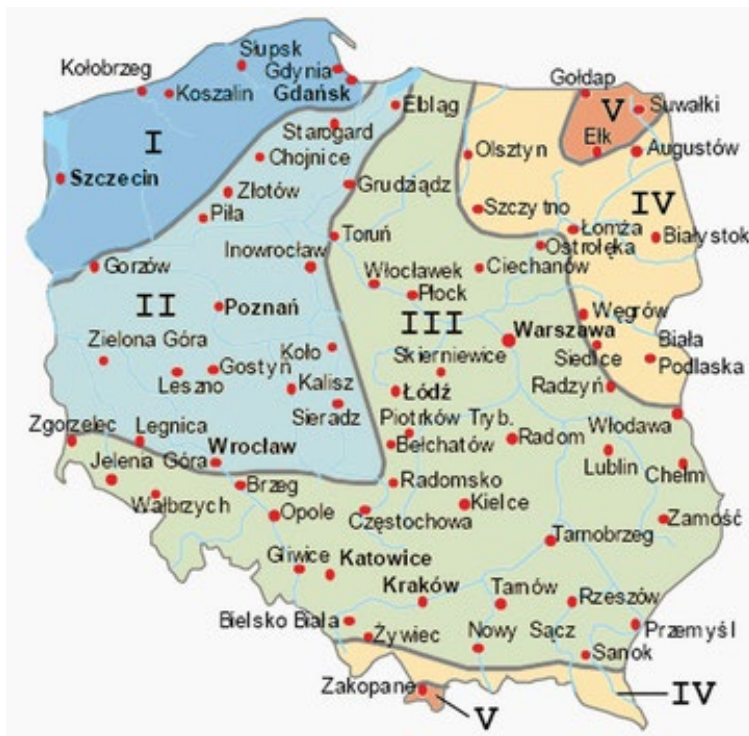 Słupsk
Kołobrzeg
Gdynia
Koszalin
Gdańsk
Elbląg
Gołdap
V
Suwałki
I
Starogard
Ełk
Chojnice
Olsztyn
Augustów
Szczecin
Złotów
Grudziądz
Szczytno
IV
Piła
Toruń
Łomża
Białystok
Ostrołęka
Inowrocław
Gorzów
Włocławek
Ciechanów
II
Płock
Poznań
III
Węgrów
Warszawa
Zielona Góra
Koło
Skierniewice
Siedlce
Biała
Podlaska
Gostyń
Leszno
Kalisz
Łódź
Radzyń
Sieradz
Zgorzelec
Legnica
Piotrków Tryb.
Włodawa
Wrocław
Bełchatów
Radom
Jelenia Góra
Lublin
Chełm
Brzeg
Radomsko
Wałbrzych
Kielce
Opole
Częstochowa
Zamość
Tarnobrzeg
Gliwice
Katowice
Kraków
Tarnów
Rzeszów
Bielsko Biała
Przemyśl
Żywiec
Nowy Sącz
Sanok
Zakopane
IV
V